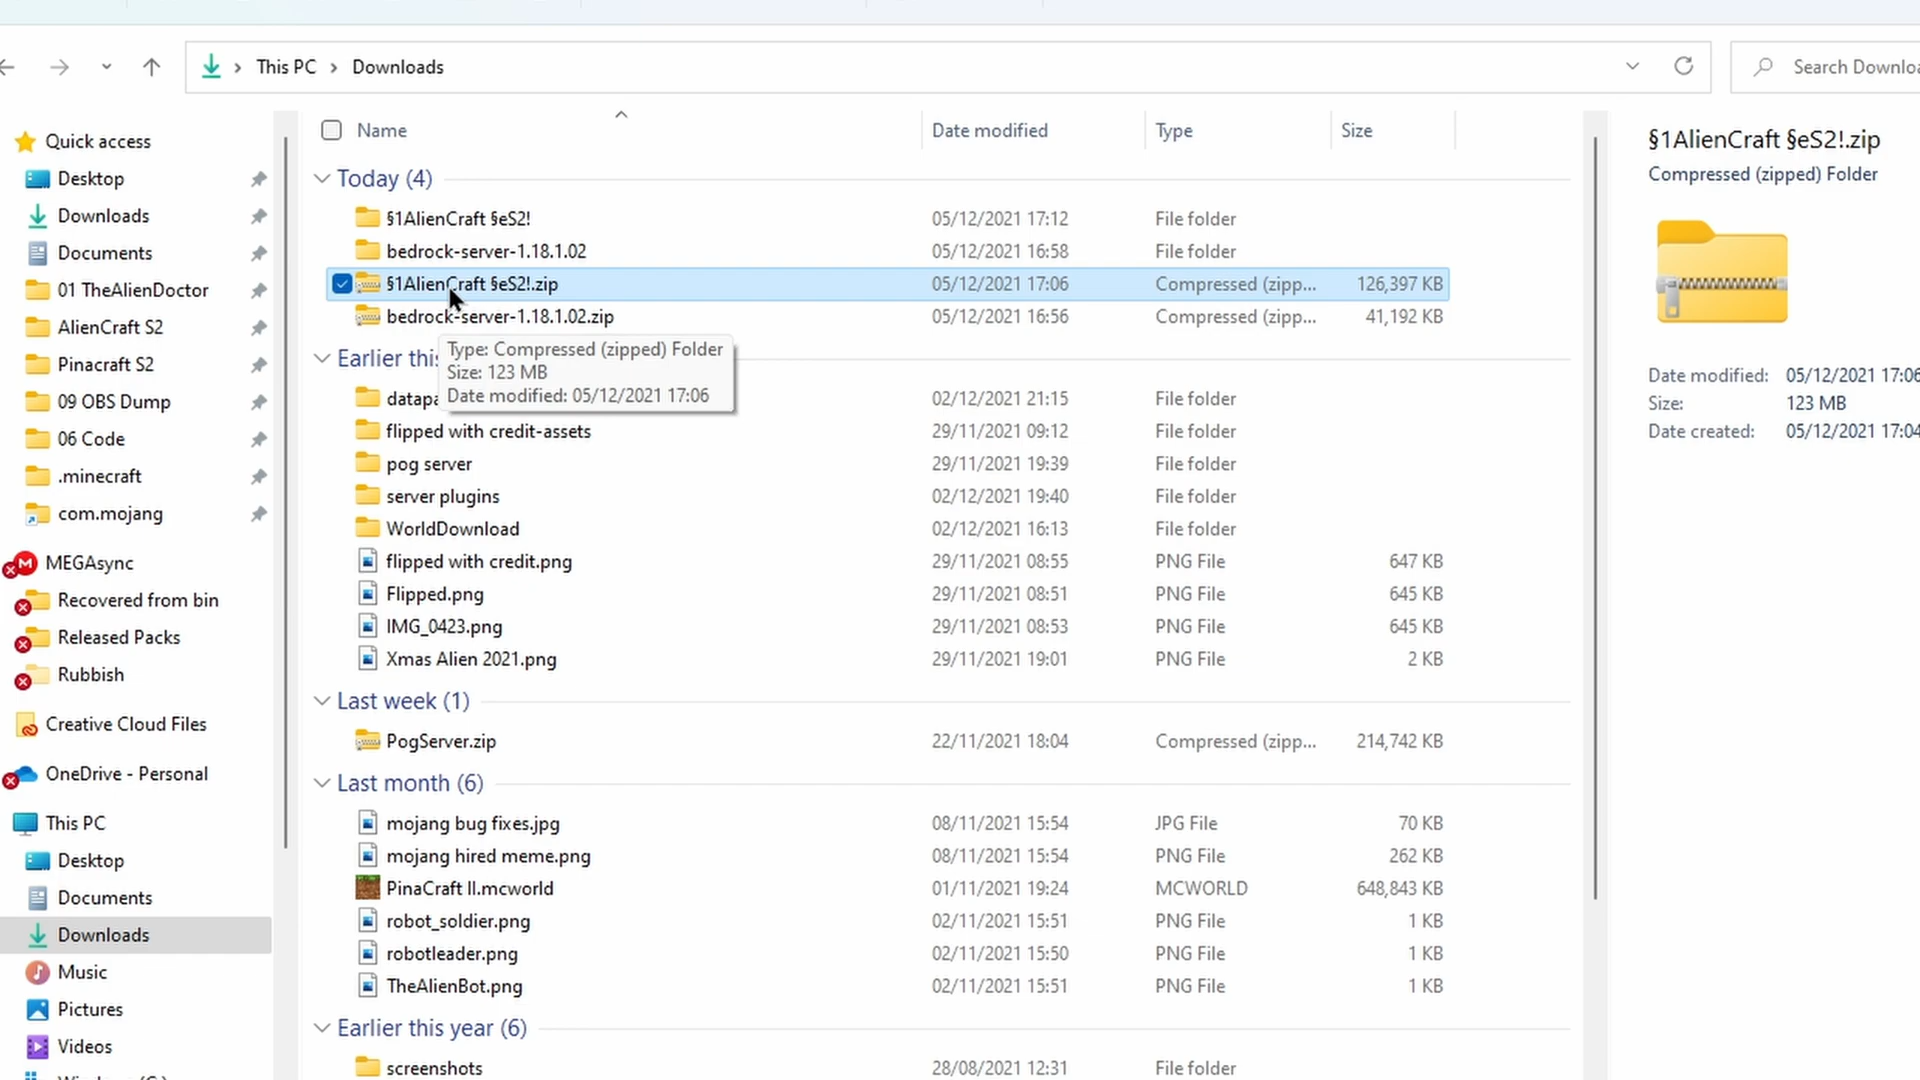 This PC
Downloads
Search Downloa
Quick access
Desktop
Downloads
Documents
01 TheAlienDoctor
AlienCraft S2
Pinacraft S2
09 OBS Dump
06 Code
.minecraft
com.mojang
MEGAsync
Recovered from bin
Released Packs
Rubbish
Creative Cloud Files
OneDrive - Personal
This PC
Desktop
Documents
Downloads
Music
Pictures
Videos
Name Date modified Type Size
Today (4)
§1AlienCraft §eS2! 05/12/2021 17:12 File folder
bedrock-server-1.18.1.02 05/12/2021 16:58 File folder
§1AlienCraft §eS2!.zip 05/12/2021 17:06 Compressed (zipp... 126,397 KB
bedrock-server-1.18.1.02.zip 05/12/2021 16:56 Compressed (zipp... 41,192 KB
Type: Compressed (zipped) Folder
Size: 123 MB
Date modified: 05/12/2021 17:06
Earlier this
datapa 02/12/2021 21:15 File folder
flipped with credit-assets 29/11/2021 09:12 File folder
pog server 29/11/2021 19:39 File folder
server plugins 02/12/2021 19:40 File folder
WorldDownload 02/12/2021 16:13 File folder
flipped with credit.png 29/11/2021 08:55 PNG File 647 KB
Flipped.png 29/11/2021 08:51 PNG File 645 KB
IMG_0423.png 29/11/2021 08:53 PNG File 645 KB
Xmas Alien 2021.png 29/11/2021 19:01 PNG File 2 KB
Last week (1)
PogServer.zip 22/11/2021 18:04 Compressed (zipp... 214,742 KB
Last month (6)
mojang bug fixes.jpg 08/11/2021 15:54 JPG File 70 KB
mojang hired meme.png 08/11/2021 15:54 PNG File 262 KB
PinaCraft II.mcworld 01/11/2021 19:24 MCWORLD 648,843 KB
robot_soldier.png 02/11/2021 15:51 PNG File 1 KB
robotleader.png 02/11/2021 15:50 PNG File 1 KB
TheAlienBot.png 02/11/2021 15:51 PNG File 1 KB
Earlier this year (6)
screenshots 28/08/2021 12:31 File folder
§1AlienCraft §eS2!.zip
Compressed (zipped) Folder
Date modified: 05/12/2021 17:06
Size: 123 MB
Date created: 05/12/2021 17:04